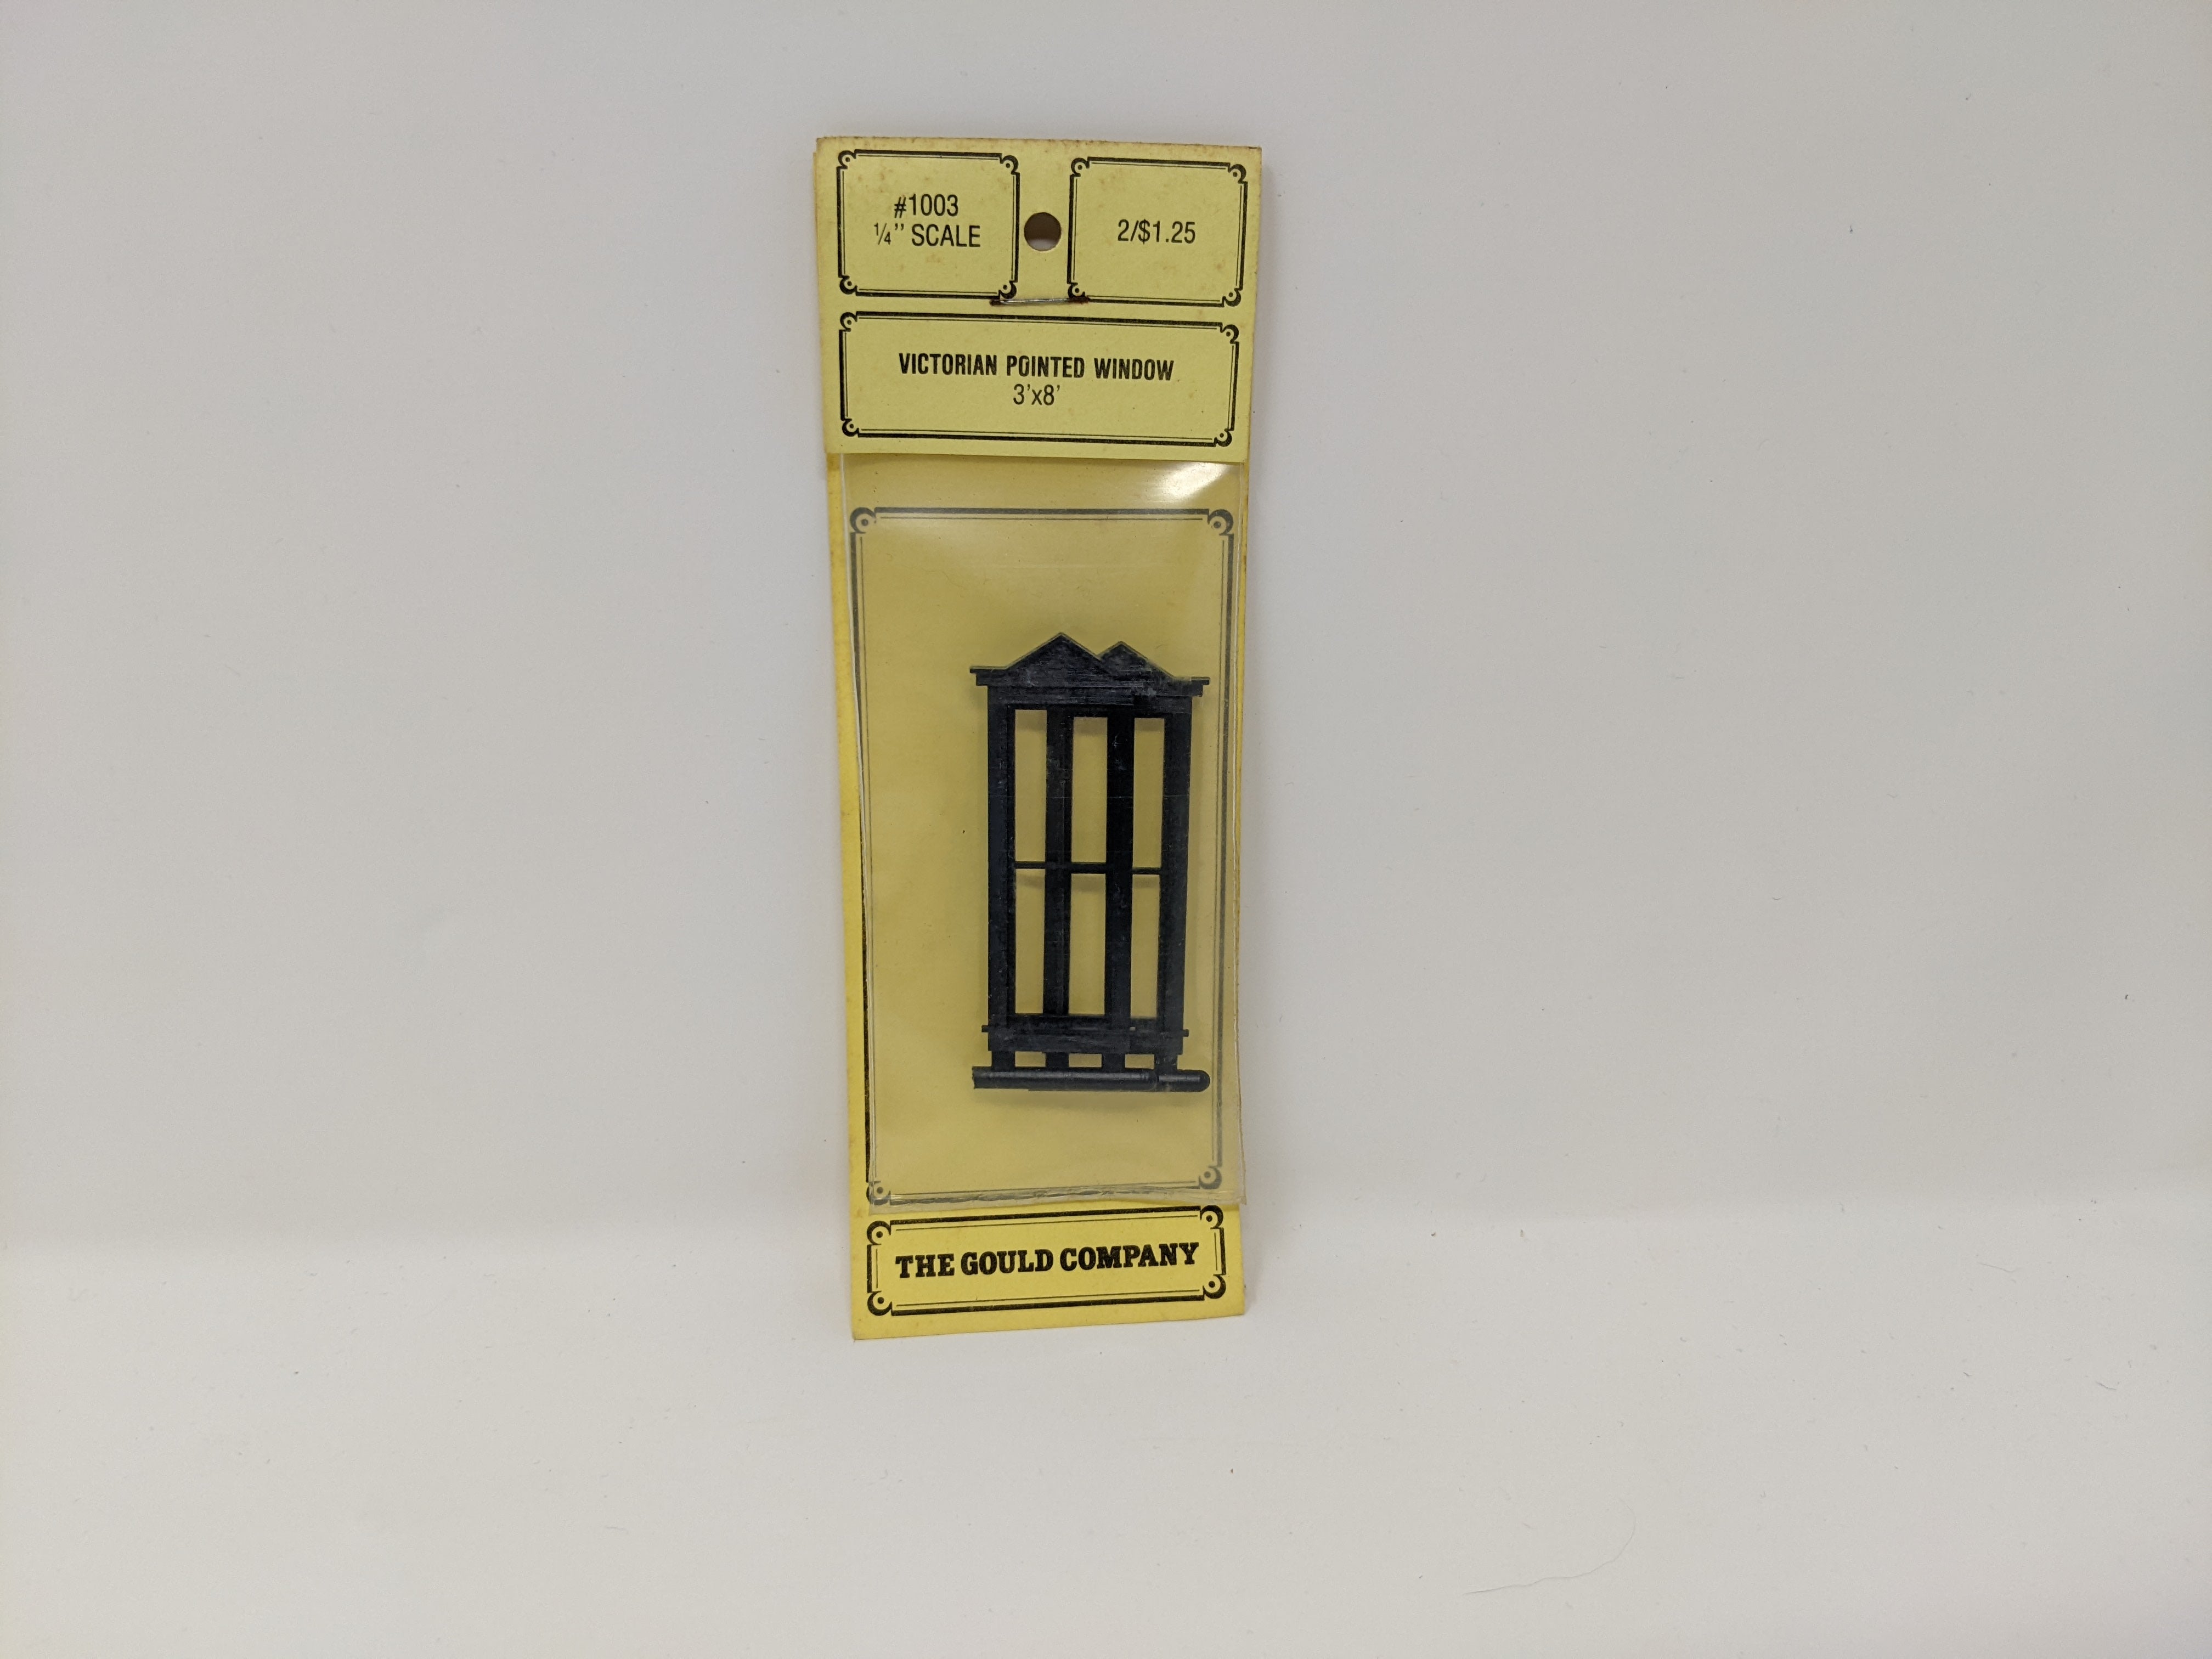 #1003
¼" SCALE
2/$1.25
VICTORIAN POINTED WINDOW
3'x8'
THE GOULD COMPANY